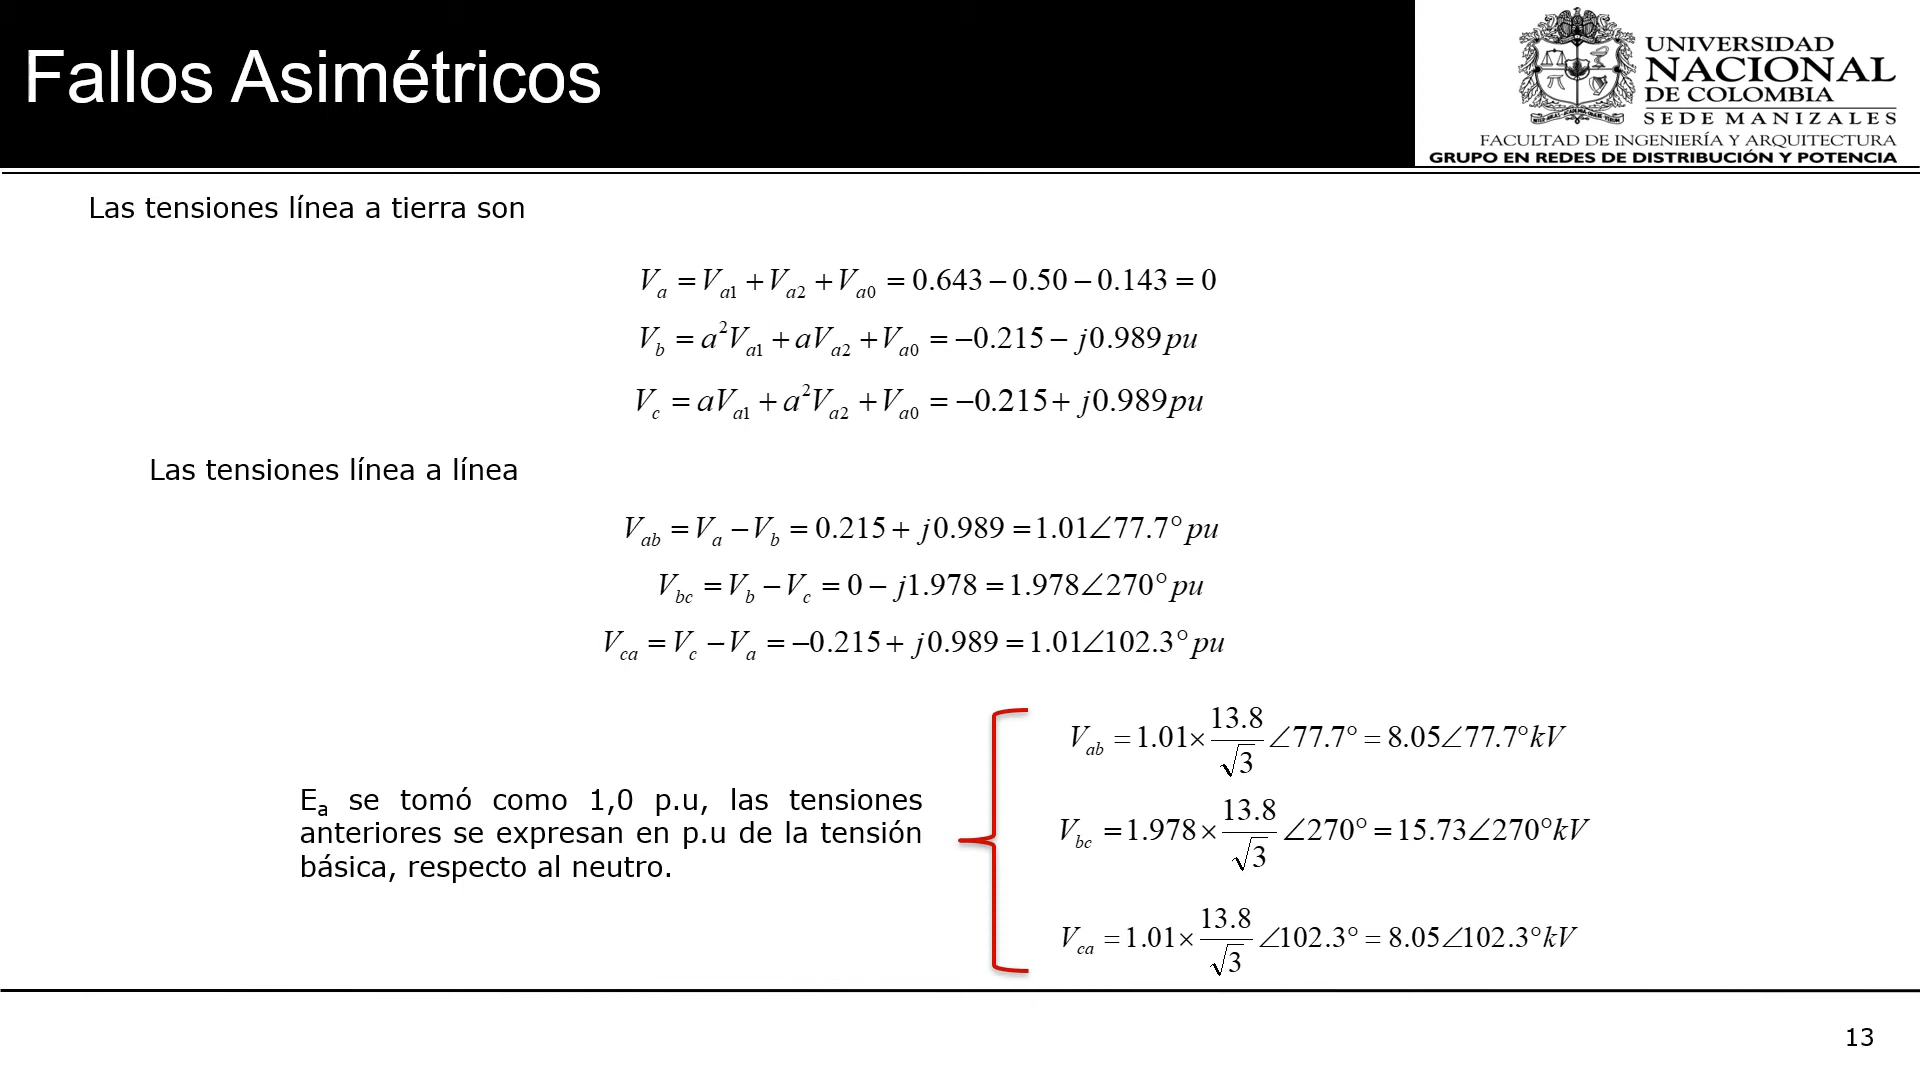 Fallos Asimétricos
UNIVERSIDAD
NACIONAL
DE COLOMBIA
SEDE MANIZALES
FACULTAD DE INGENIERÍA Y ARQUITECTURA
GRUPO EN REDES DE DISTRIBUCIÓN Y POTENCIA
Las tensiones línea a tierra son
V_a = V_a1 + V_a2 + V_a0 = 0.643 − 0.50 − 0.143 = 0
V_b = a²V_a1 + aV_a2 + V_a0 = −0.215 − j0.989 pu
V_c = aV_a1 + a²V_a2 + V_a0 = −0.215 + j0.989 pu
Las tensiones línea a línea
V_ab = V_a − V_b = 0.215 + j0.989 = 1.01∠77.7° pu
V_bc = V_b − V_c = 0 − j1.978 = 1.978∠270° pu
V_ca = V_c − V_a = −0.215 + j0.989 = 1.01∠102.3° pu
E_a se tomó como 1,0 p.u, las tensiones
anteriores se expresan en p.u de la tensión
básica, respecto al neutro.
V_ab = 1.01 × 13.8/√3 ∠77.7° = 8.05∠77.7° kV
V_bc = 1.978 × 13.8/√3 ∠270° = 15.73∠270° kV
V_ca = 1.01 × 13.8/√3 ∠102.3° = 8.05∠102.3° kV
13